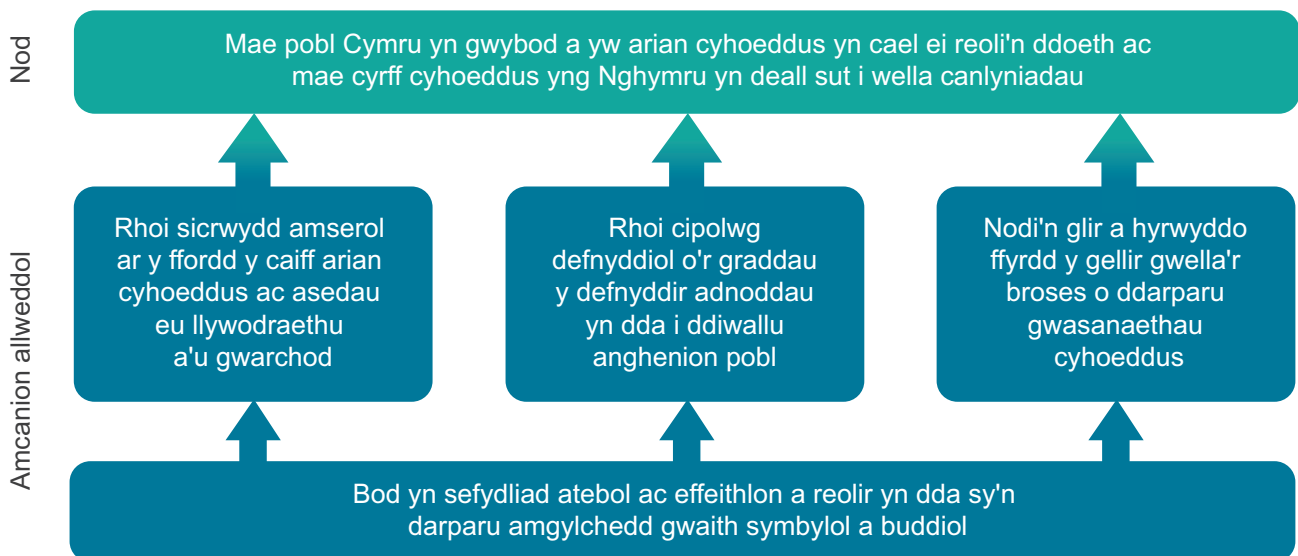 Nod
Mae pobl Cymru yn gwybod a yw arian cyhoeddus yn cael ei reoli'n ddoeth ac
mae cyrff cyhoeddus yng Nghymru yn deall sut i wella canlyniadau
Amcanion allweddol
Rhoi sicrwydd amserol
ar y ffordd y caiff arian
cyhoeddus ac asedau
eu llywodraethu
a'u gwarchod
Rhoi cipolwg
defnyddiol o'r graddau
y defnyddir adnoddau
yn dda i ddiwallu
anghenion pobl
Nodi'n glir a hyrwyddo
ffyrdd y gellir gwella'r
broses o ddarparu
gwasanaethau
cyhoeddus
Bod yn sefydliad atebol ac effeithlon a reolir yn dda sy'n
darparu amgylchedd gwaith symbylol a buddiol